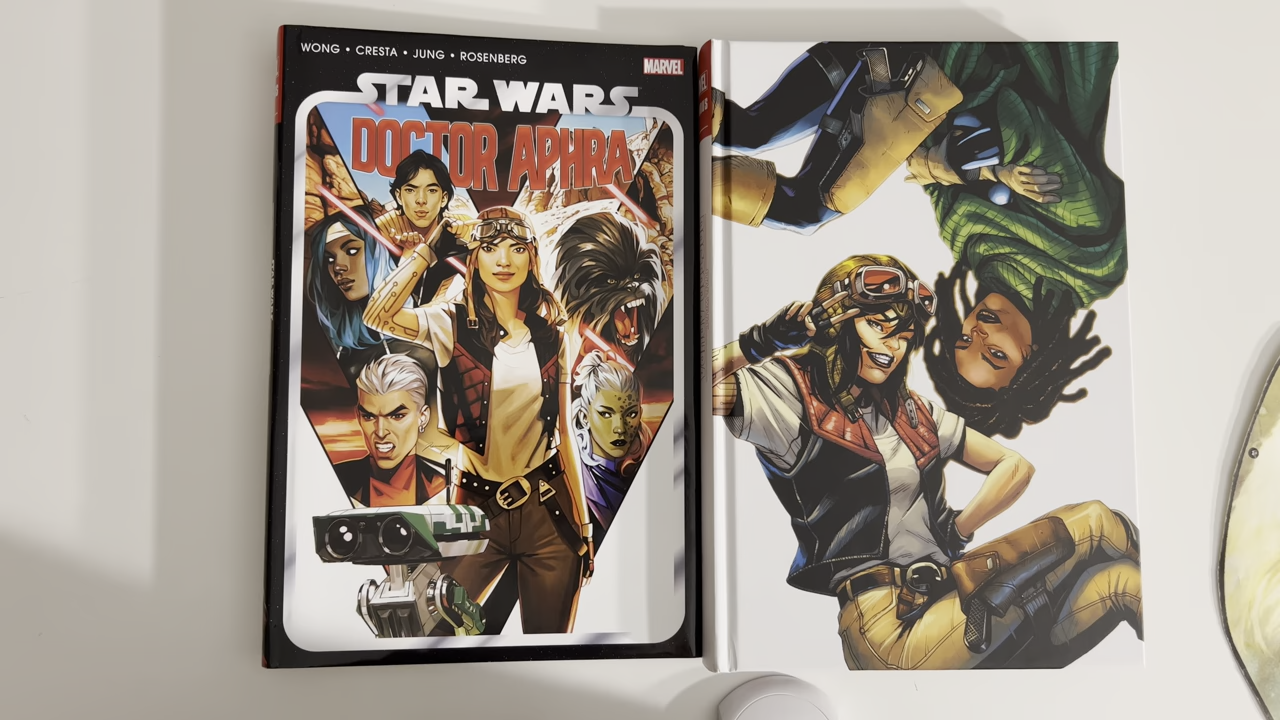 WONG • CRESTA • JUNG • ROSENBERG
MARVEL
STAR WARS
DOCTOR APHRA